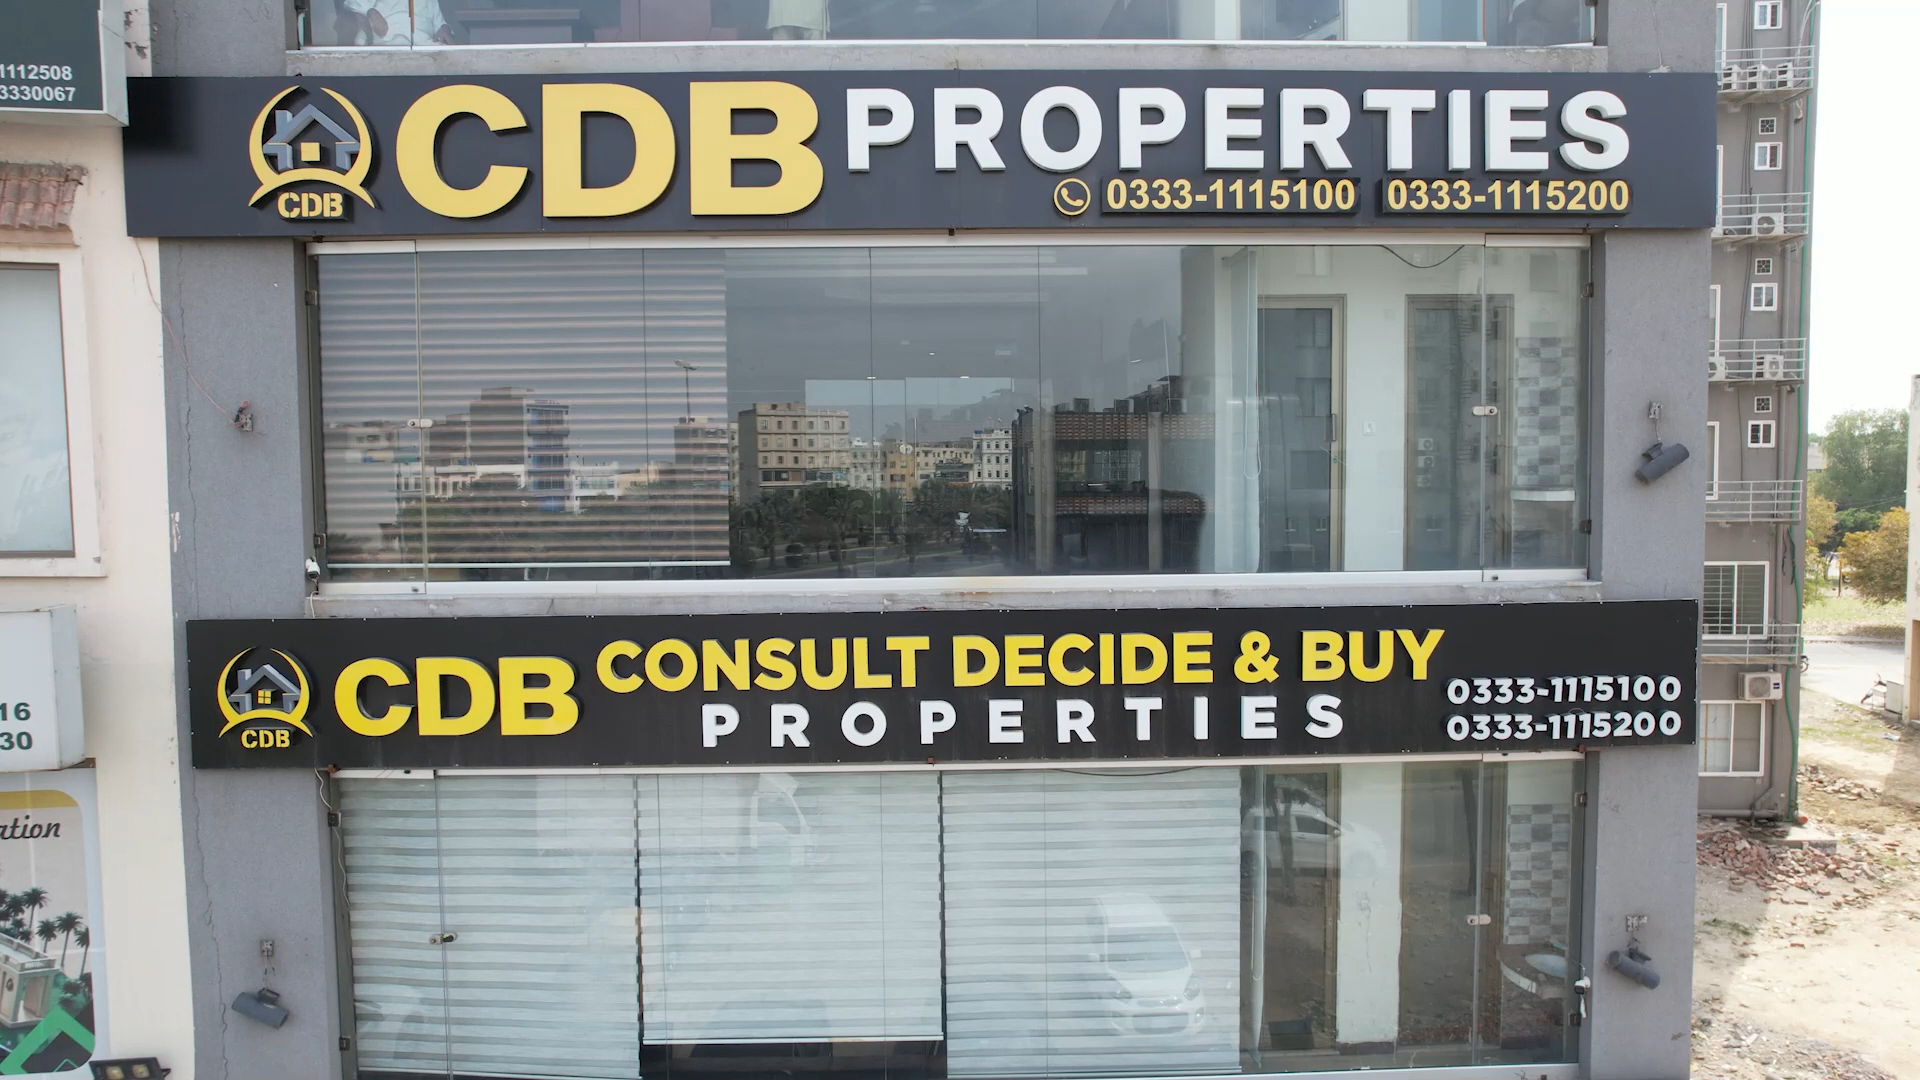 1112508
3330067
CDB
CDB PROPERTIES
0333-1115100 0333-1115200
CDB
CDB CONSULT DECIDE & BUY
PROPERTIES
0333-1115100
0333-1115200
16
30
ation